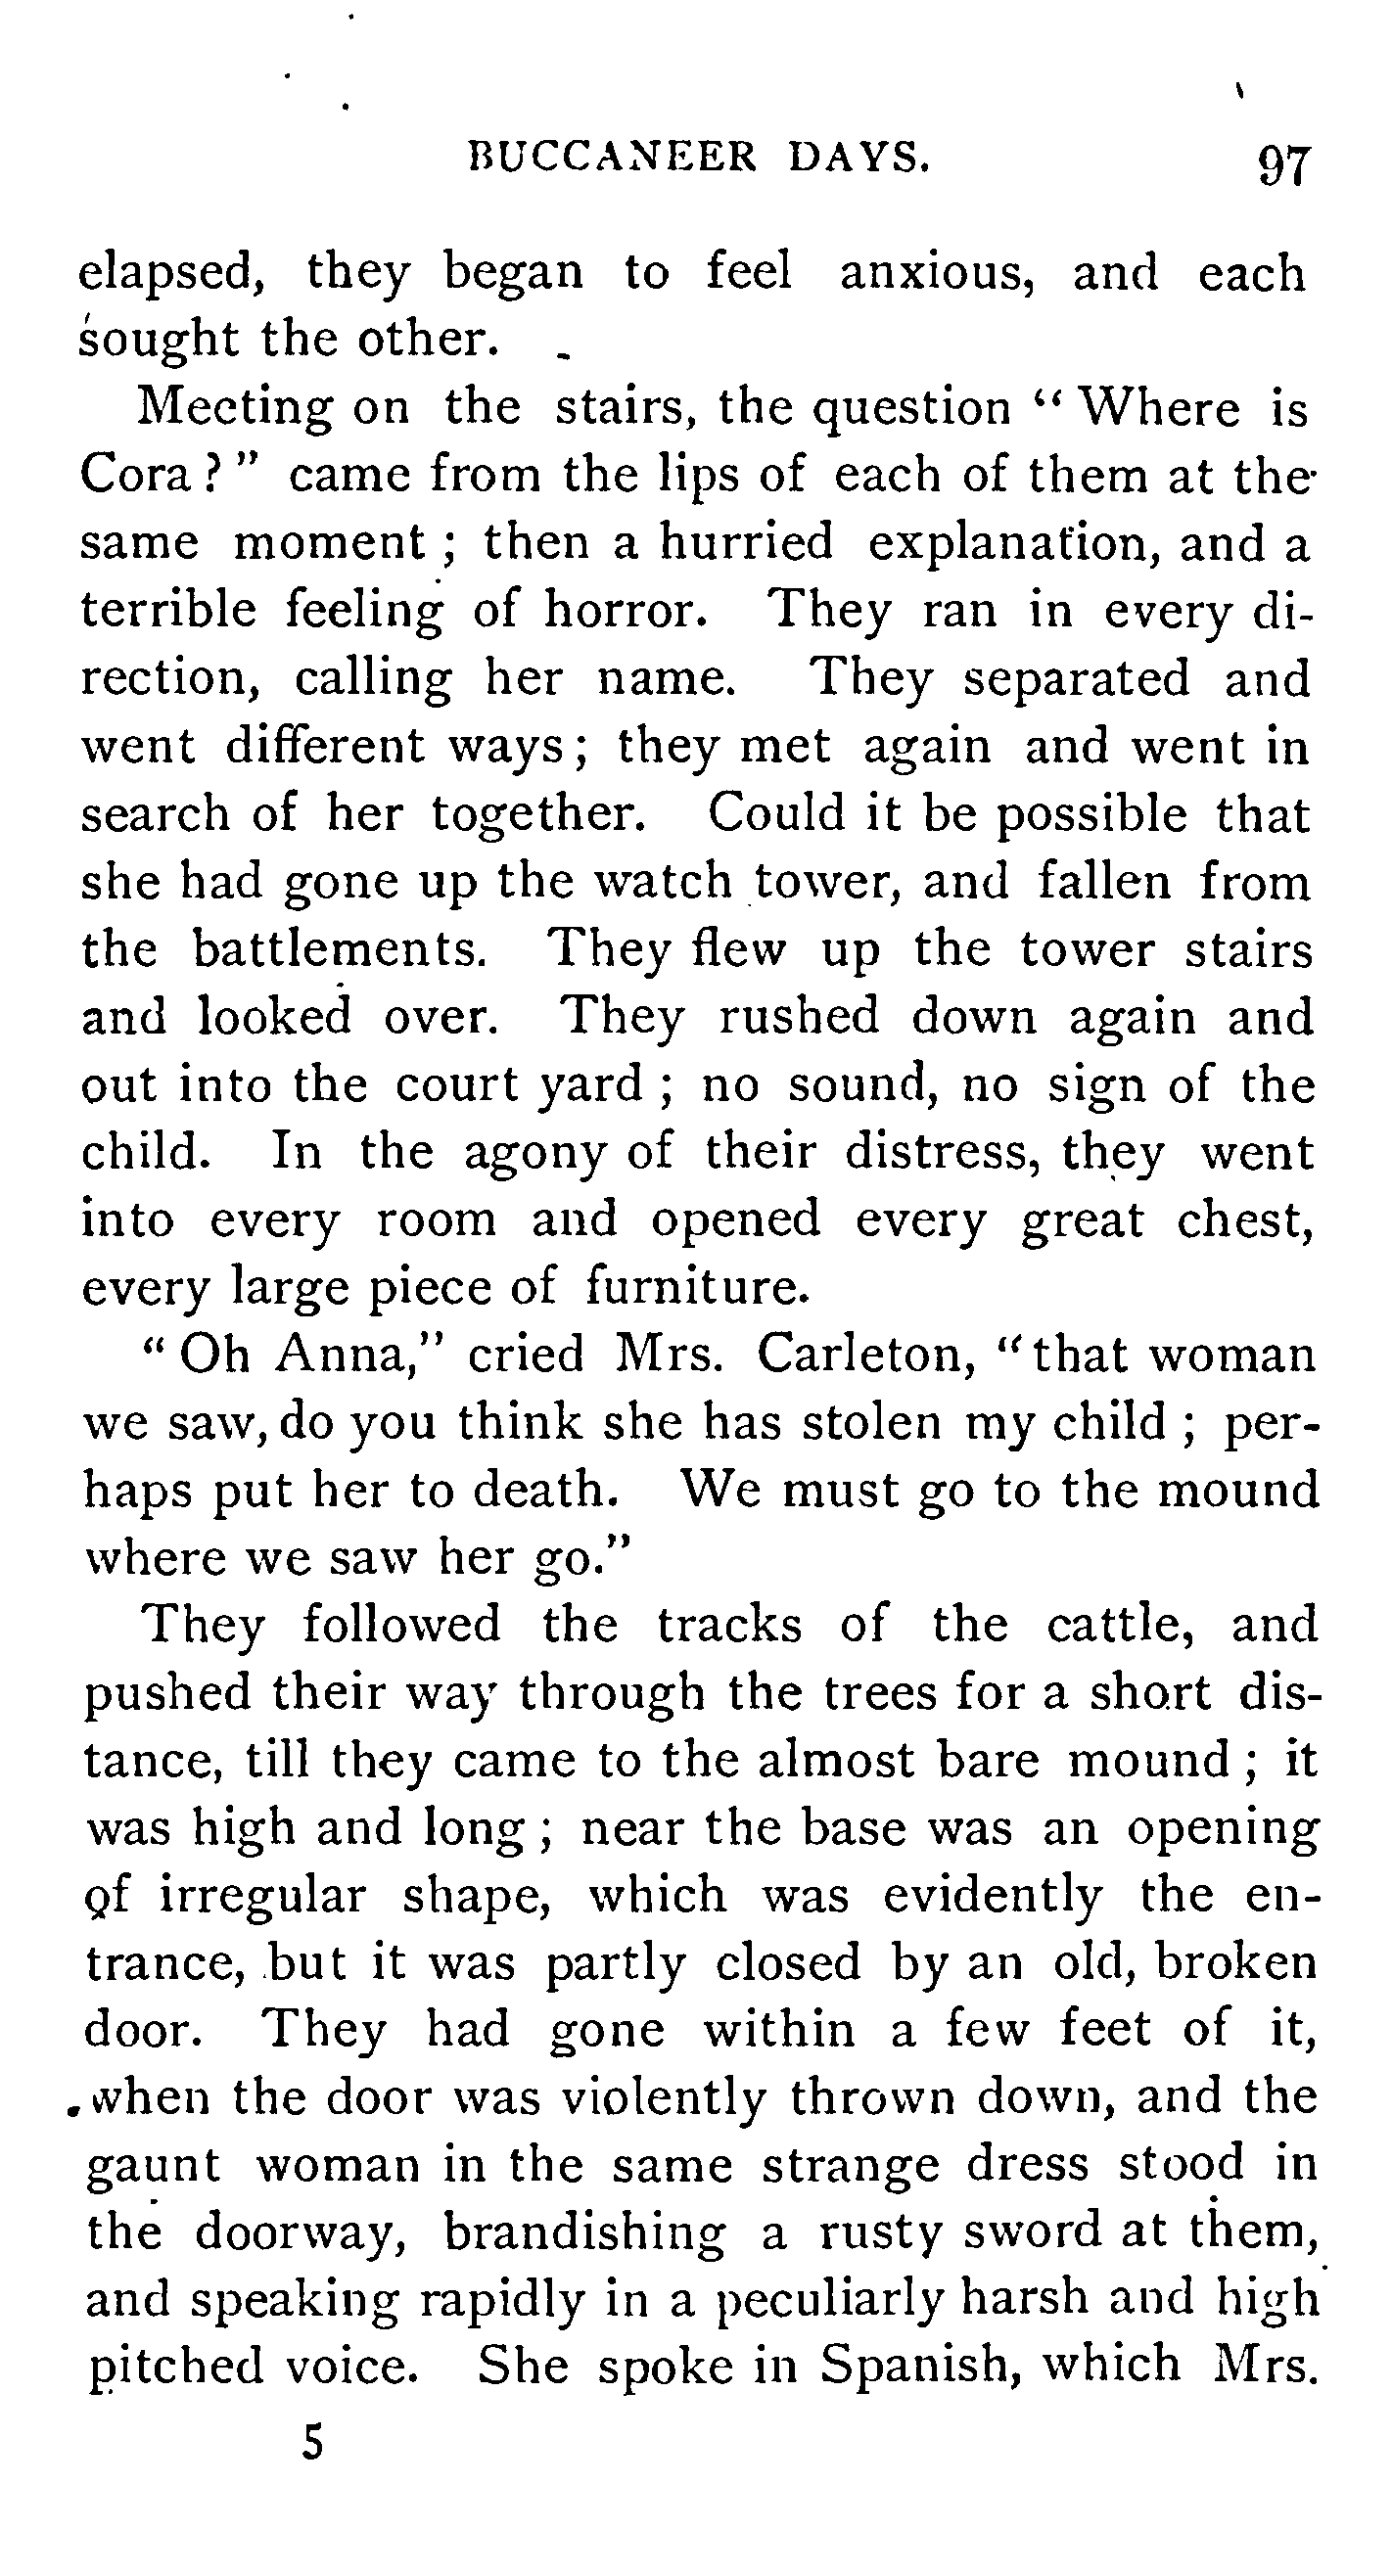 BUCCANEER DAYS. 97
elapsed, they began to feel anxious, and each
sought the other.
Meeting on the stairs, the question “ Where is
Cora ? ” came from the lips of each of them at the
same moment ; then a hurried explanation, and a
terrible feeling of horror. They ran in every di-
rection, calling her name. They separated and
went different ways ; they met again and went in
search of her together. Could it be possible that
she had gone up the watch tower, and fallen from
the battlements. They flew up the tower stairs
and looked over. They rushed down again and
out into the court yard ; no sound, no sign of the
child. In the agony of their distress, they went
into every room and opened every great chest,
every large piece of furniture.
“ Oh Anna,” cried Mrs. Carleton, “ that woman
we saw, do you think she has stolen my child ; per-
haps put her to death. We must go to the mound
where we saw her go.”
They followed the tracks of the cattle, and
pushed their way through the trees for a short dis-
tance, till they came to the almost bare mound ; it
was high and long ; near the base was an opening
of irregular shape, which was evidently the en-
trance, but it was partly closed by an old, broken
door. They had gone within a few feet of it,
when the door was violently thrown down, and the
gaunt woman in the same strange dress stood in
the doorway, brandishing a rusty sword at them,
and speaking rapidly in a peculiarly harsh and high
pitched voice. She spoke in Spanish, which Mrs.
5